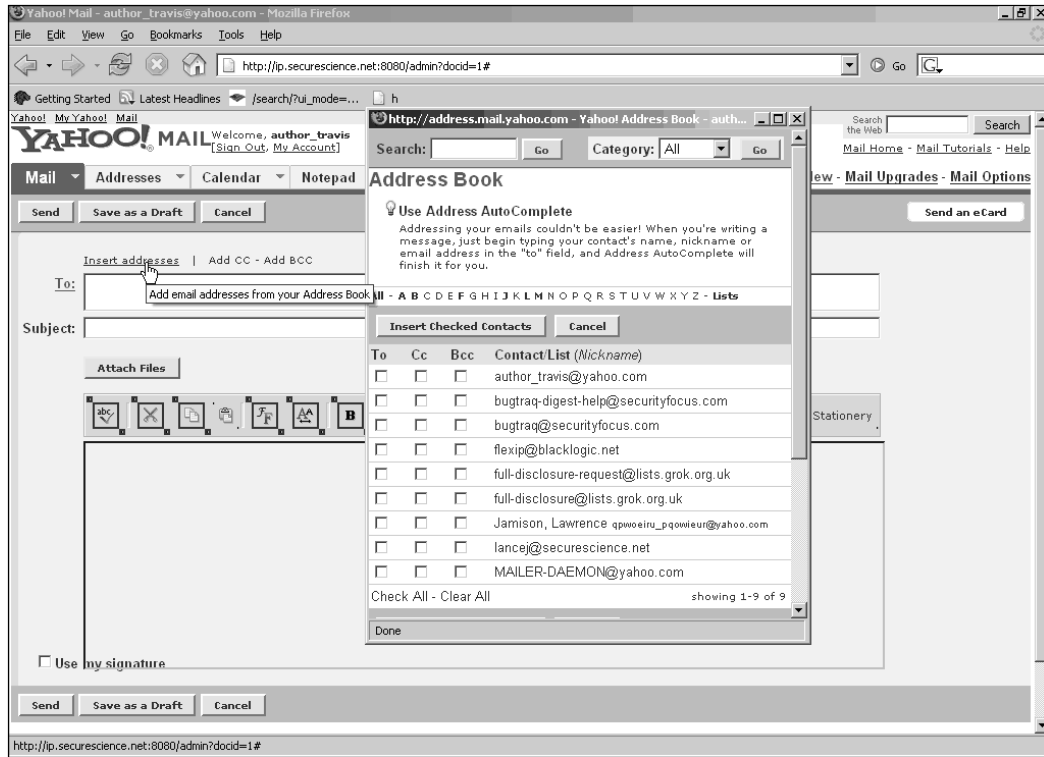 Yahoo! Mail - author_travis@yahoo.com - Mozilla Firefox
File Edit View Go Bookmarks Tools Help
http://ip.securescience.net:8080/admin?docid=1#
Go
G
Getting Started Latest Headlines /search/?ui_mode=... h
Yahoo! My Yahoo! Mail
YAHOO! MAIL
Welcome, author_travis
[Sign Out, My Account]
Search the Web
Search
Mail Home - Mail Tutorials - Help
Mail Addresses Calendar Notepad
ew - Mail Upgrades - Mail Options
Send Save as a Draft Cancel
Send an eCard
Insert addresses | Add CC - Add BCC
To:
Add email addresses from your Address Book
Subject:
Attach Files
abc
B
Stationery
Use my signature
Send Save as a Draft Cancel
http://ip.securescience.net:8080/admin?docid=1#
http://address.mail.yahoo.com - Yahoo! Address Book - auth...
Search: Go Category: All Go
Address Book
Use Address AutoComplete
Addressing your emails couldn't be easier! When you're writing a
message, just begin typing your contact's name, nickname or
email address in the "to" field, and Address AutoComplete will
finish it for you.
All - A B C D E F G H I J K L M N O P Q R S T U V W X Y Z - Lists
Insert Checked Contacts Cancel
To Cc Bcc Contact/List (Nickname)
author_travis@yahoo.com
bugtraq-digest-help@securityfocus.com
bugtraq@securityfocus.com
flexip@blacklogic.net
full-disclosure-request@lists.grok.org.uk
full-disclosure@lists.grok.org.uk
Jamison, Lawrence qpwoeiru_pqowieur@yahoo.com
lancej@securescience.net
MAILER-DAEMON@yahoo.com
Check All - Clear All showing 1-9 of 9
Done